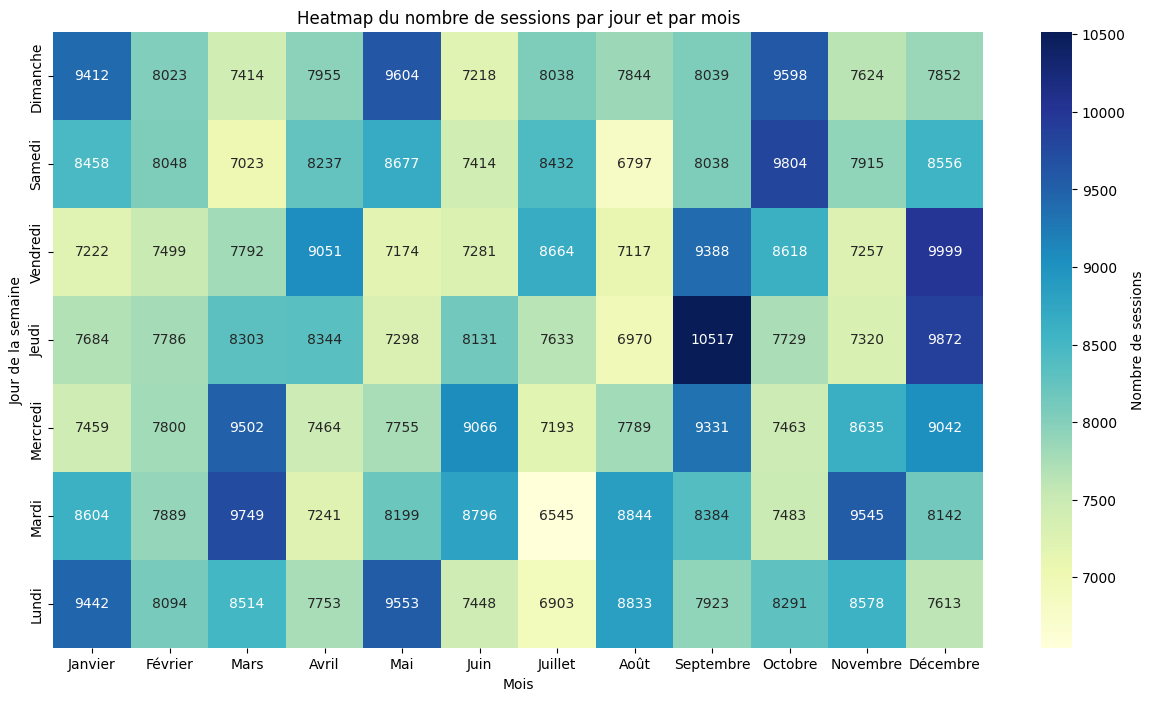 Heatmap du nombre de sessions par jour et par mois
Dimanche 9412 8023 7414 7955 9604 7218 8038 7844 8039 9598 7624 7852
Samedi 8458 8048 7023 8237 8677 7414 8432 6797 8038 9804 7915 8556
Vendredi 7222 7499 7792 9051 7174 7281 8664 7117 9388 8618 7257 9999
Jeudi 7684 7786 8303 8344 7298 8131 7633 6970 10517 7729 7320 9872
Mercredi 7459 7800 9502 7464 7755 9066 7193 7789 9331 7463 8635 9042
Mardi 8604 7889 9749 7241 8199 8796 6545 8844 8384 7483 9545 8142
Lundi 9442 8094 8514 7753 9553 7448 6903 8833 7923 8291 8578 7613
Janvier Février Mars Avril Mai Juin Juillet Août Septembre Octobre Novembre Décembre
Mois
Jour de la semaine
10500
10000
9500
9000
8500
8000
7500
7000
Nombre de sessions